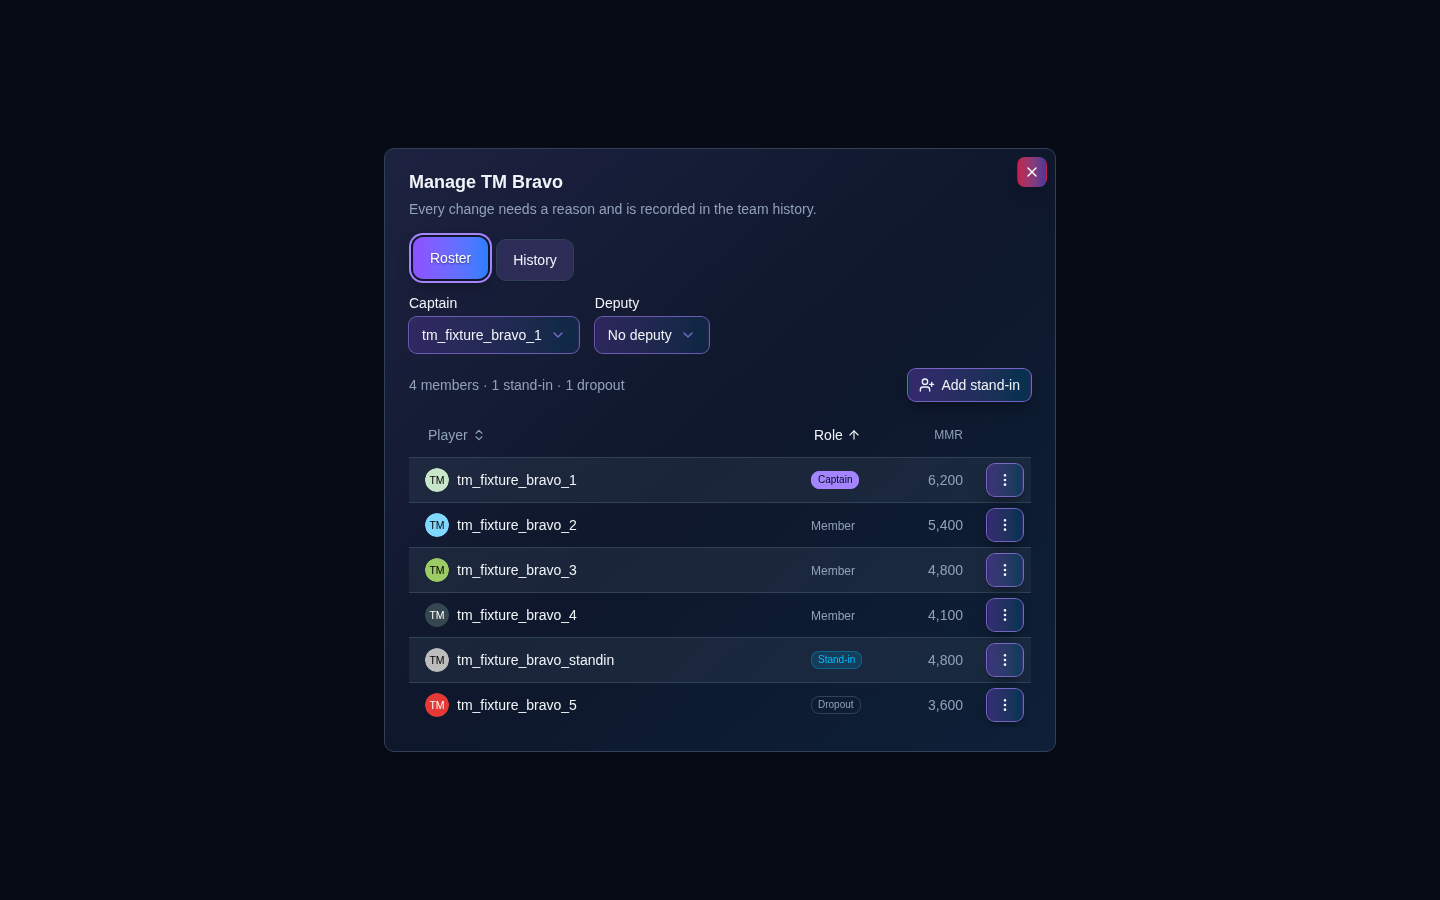 Manage TM Bravo
Every change needs a reason and is recorded in the team history.
Roster History
Captain Deputy
tm_fixture_bravo_1 No deputy
4 members · 1 stand-in · 1 dropout Add stand-in
Player Role MMR
TM tm_fixture_bravo_1 Captain 6,200
TM tm_fixture_bravo_2 Member 5,400
TM tm_fixture_bravo_3 Member 4,800
TM tm_fixture_bravo_4 Member 4,100
TM tm_fixture_bravo_standin Stand-in 4,800
TM tm_fixture_bravo_5 Dropout 3,600